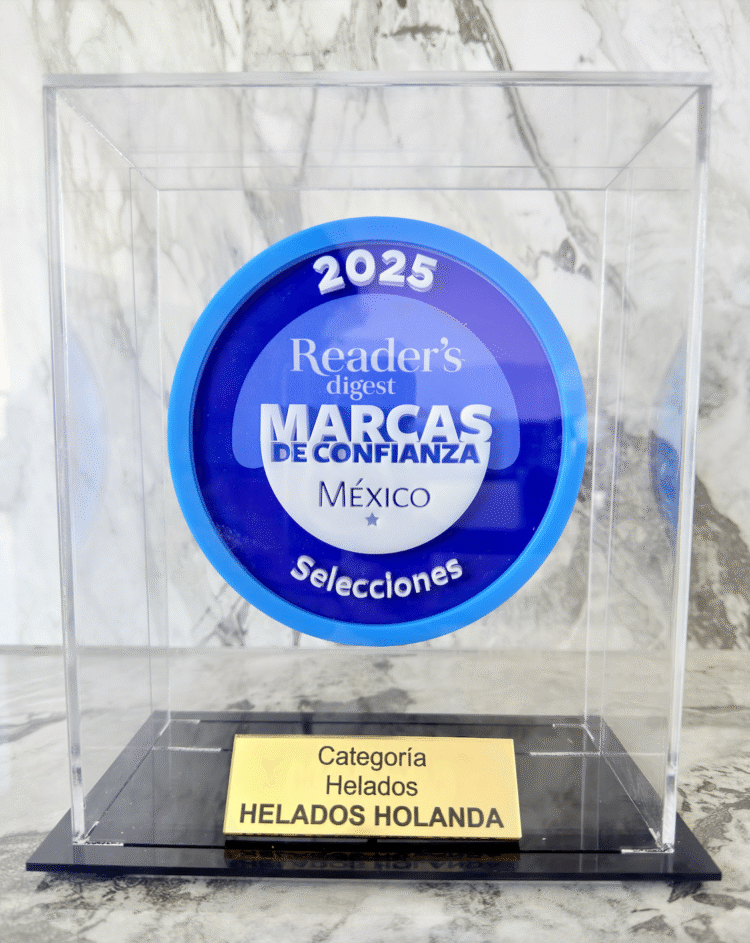 2025
Reader's
digest
MARCAS
DE CONFIANZA
MÉXICO
Selecciones
Categoría
Helados
HELADOS HOLANDA